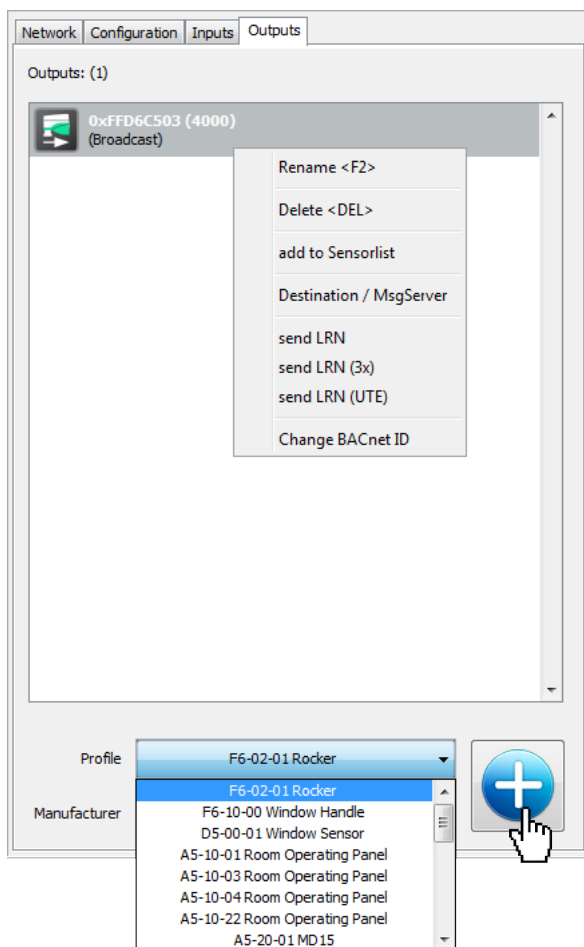 Network Configuration Inputs Outputs
Outputs: (1)
0xFFD6C503 (4000)
(Broadcast)
Rename <F2>
Delete <DEL>
add to Sensorlist
Destination / MsgServer
send LRN
send LRN (3x)
send LRN (UTE)
Change BACnet ID
Profile F6-02-01 Rocker
F6-02-01 Rocker
Manufacturer F6-10-00 Window Handle
D5-00-01 Window Sensor
A5-10-01 Room Operating Panel
A5-10-03 Room Operating Panel
A5-10-04 Room Operating Panel
A5-10-22 Room Operating Panel
A5-20-01 MD15